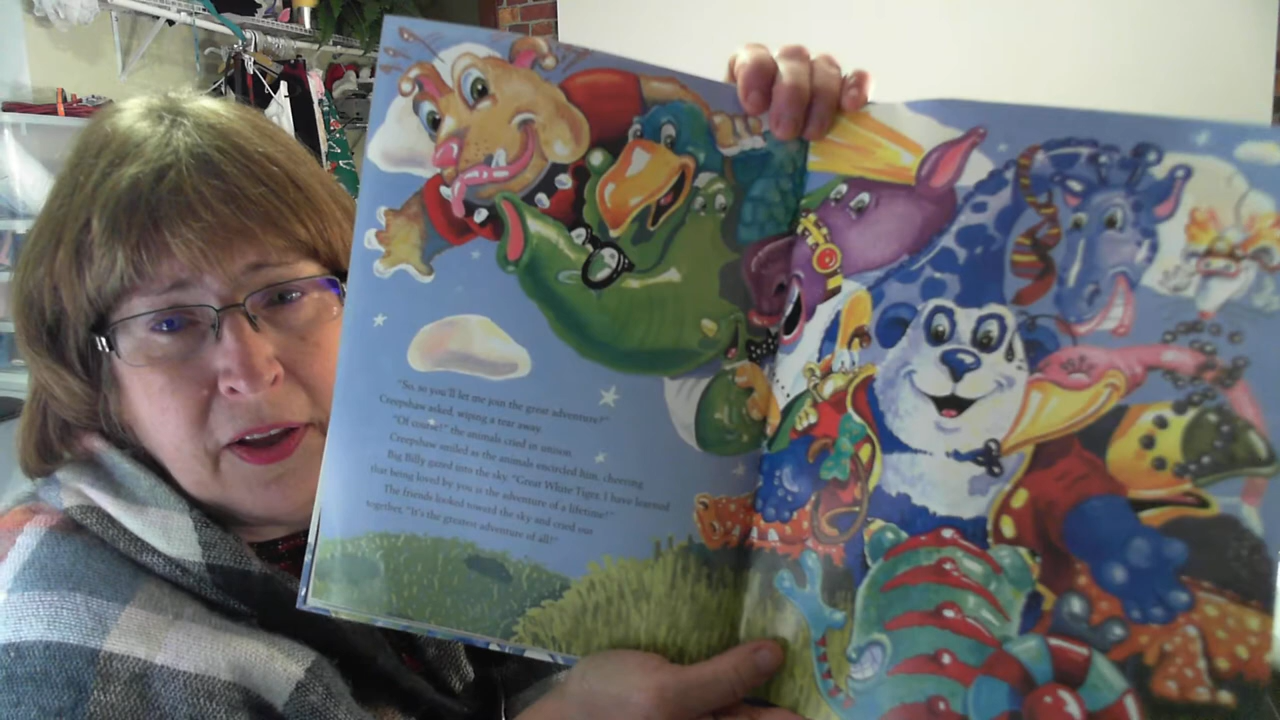 "So, so you'll let me join the great adventure?"
Creepshaw asked, wiping a tear away.
"Of course!" the animals cried in unison.
Creepshaw smiled as the animals encircled him, cheering.
Big Billy gazed into the sky. "Great White Tiger, I have learned
that being loved by you is the adventure of a lifetime!"
The friends looked toward the sky and cried out
together, "It's the greatest adventure of all!"